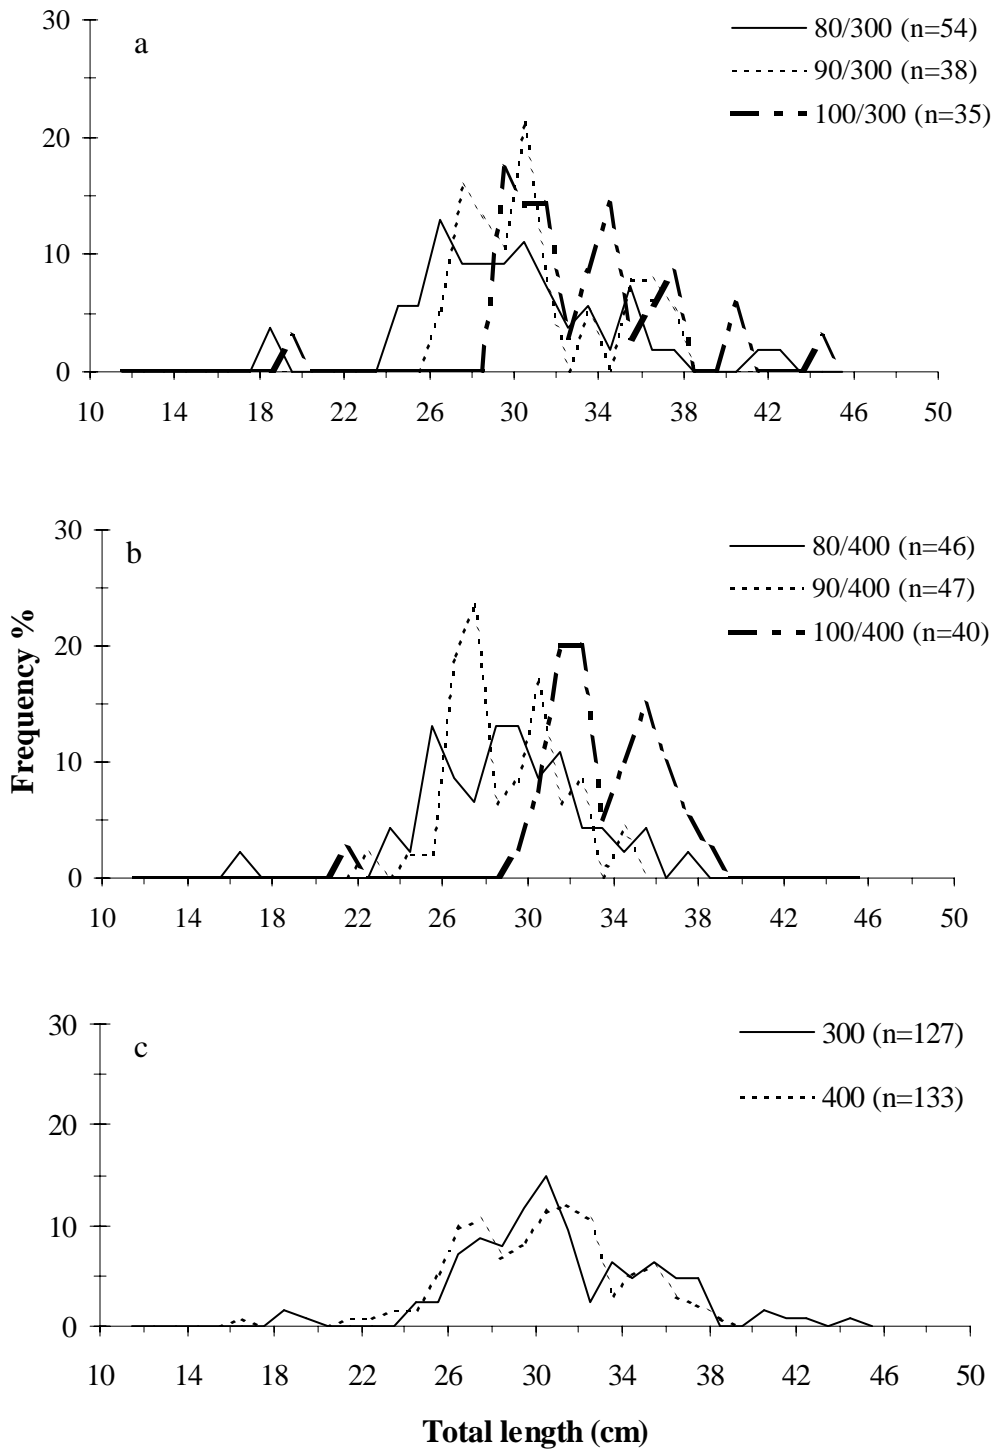 30
20
10
0
a
80/300 (n=54)
90/300 (n=38)
100/300 (n=35)
10 14 18 22 26 30 34 38 42 46 50
30
20
10
0
b
80/400 (n=46)
90/400 (n=47)
100/400 (n=40)
10 14 18 22 26 30 34 38 42 46 50
Frequency %
30
20
10
0
c
300 (n=127)
400 (n=133)
10 14 18 22 26 30 34 38 42 46 50
Total length (cm)